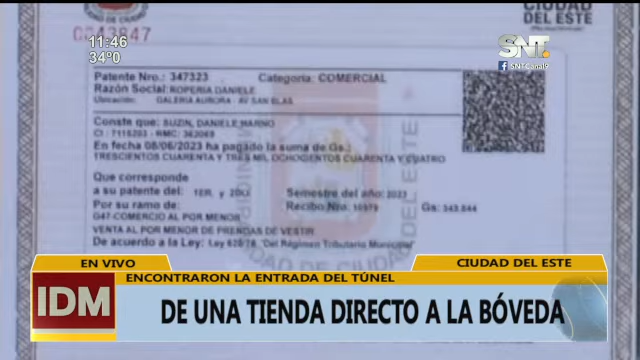 CIUDAD
DEL ESTE
11:46
34°0
SNT
SNTCanal9
Patente Nro.: 347323 Categoria: COMERCIAL
Razón Social: ROPERIA DANIELE
Ubicación: GALERIA AURORA - AV SAN BLAS
Conste que: SUZIN, DANIELE MARNO
En fecha 08/06/2023 ha pagado la suma de Gs.:
TRESCIENTOS CUARENTA Y TRES MIL OCHOCIENTOS CUARENTA Y CUATRO
Que corresponde
a su patente del: 1ER. y 2DO. Semestre del año: 2023
Por su ramo de: Recibo Nro.: Gs: 343.844
G47-COMERCIO AL POR MENOR
VENTA AL POR MENOR DE PRENDAS DE VESTIR
De acuerdo a la Ley: "Del Régimen Tributario Municipal"
EN VIVO
CIUDAD DEL ESTE
ENCONTRARON LA ENTRADA DEL TÚNEL
IDM
DE UNA TIENDA DIRECTO A LA BÓVEDA